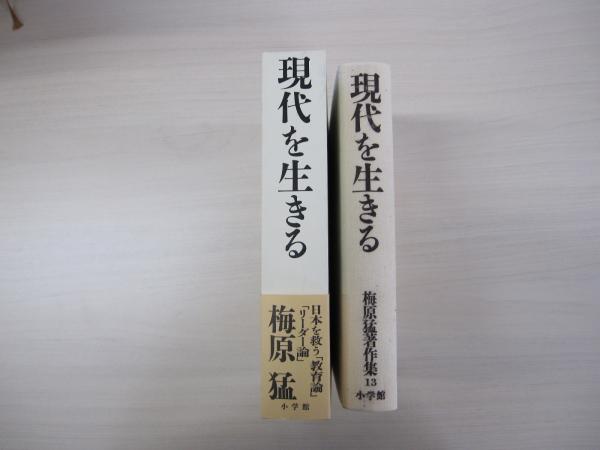 現代を生きる
日本を救う「教育論」
「リーダー論」
梅原 猛
小学館
現代を生きる
梅原猛著作集
13
小学館